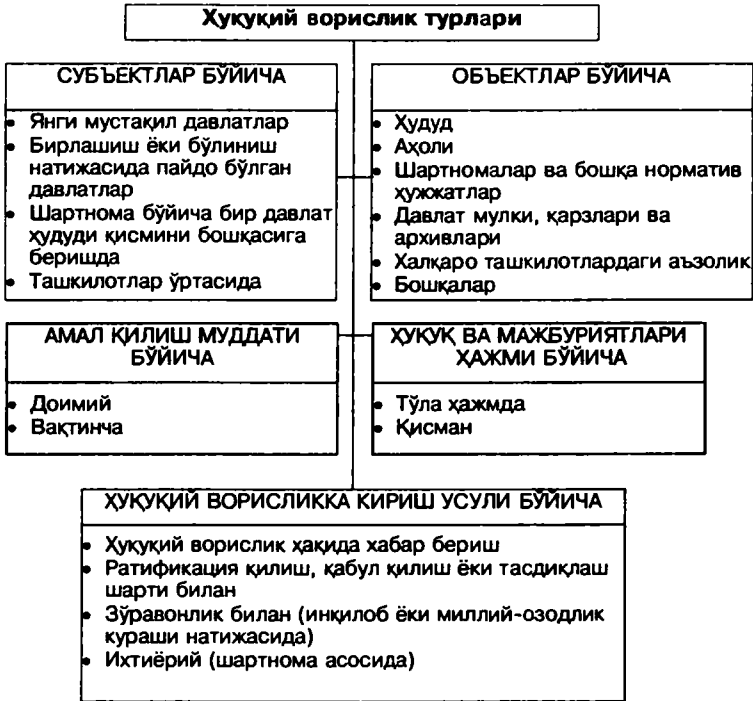 Ҳуқуқий ворислик турлари
СУБЪЕКТЛАР БЎЙИЧА
• Янги мустақил давлатлар
• Бирлашиш ёки бўлиниш
натижасида пайдо бўлган
давлатлар
• Шартнома бўйича бир давлат
ҳудуди қисмини бошқасига
беришда
• Ташкилотлар ўртасида
ОБЪЕКТЛАР БЎЙИЧА
• Ҳудуд
• Аҳоли
• Шартномалар ва бошқа норматив
ҳужжатлар
• Давлат мулки, қарзлари ва
архивлари
• Халқаро ташкилотлардаги аъзолик
• Бошқалар
АМАЛ ҚИЛИШ МУДДАТИ
БЎЙИЧА
• Доимий
• Вақтинча
ҲУҚУҚ ВА МАЖБУРИЯТЛАРИ
ҲАЖМИ БЎЙИЧА
• Тўла ҳажмда
• Қисман
ҲУҚУҚИЙ ВОРИСЛИККА КИРИШ УСУЛИ БЎЙИЧА
• Ҳуқуқий ворислик ҳақида хабар бериш
• Ратификация қилиш, қабул қилиш ёки тасдиқлаш
шарти билан
• Зўравонлик билан (инқилоб ёки миллий-озодлик
кураши натижасида)
• Ихтиёрий (шартнома асосида)